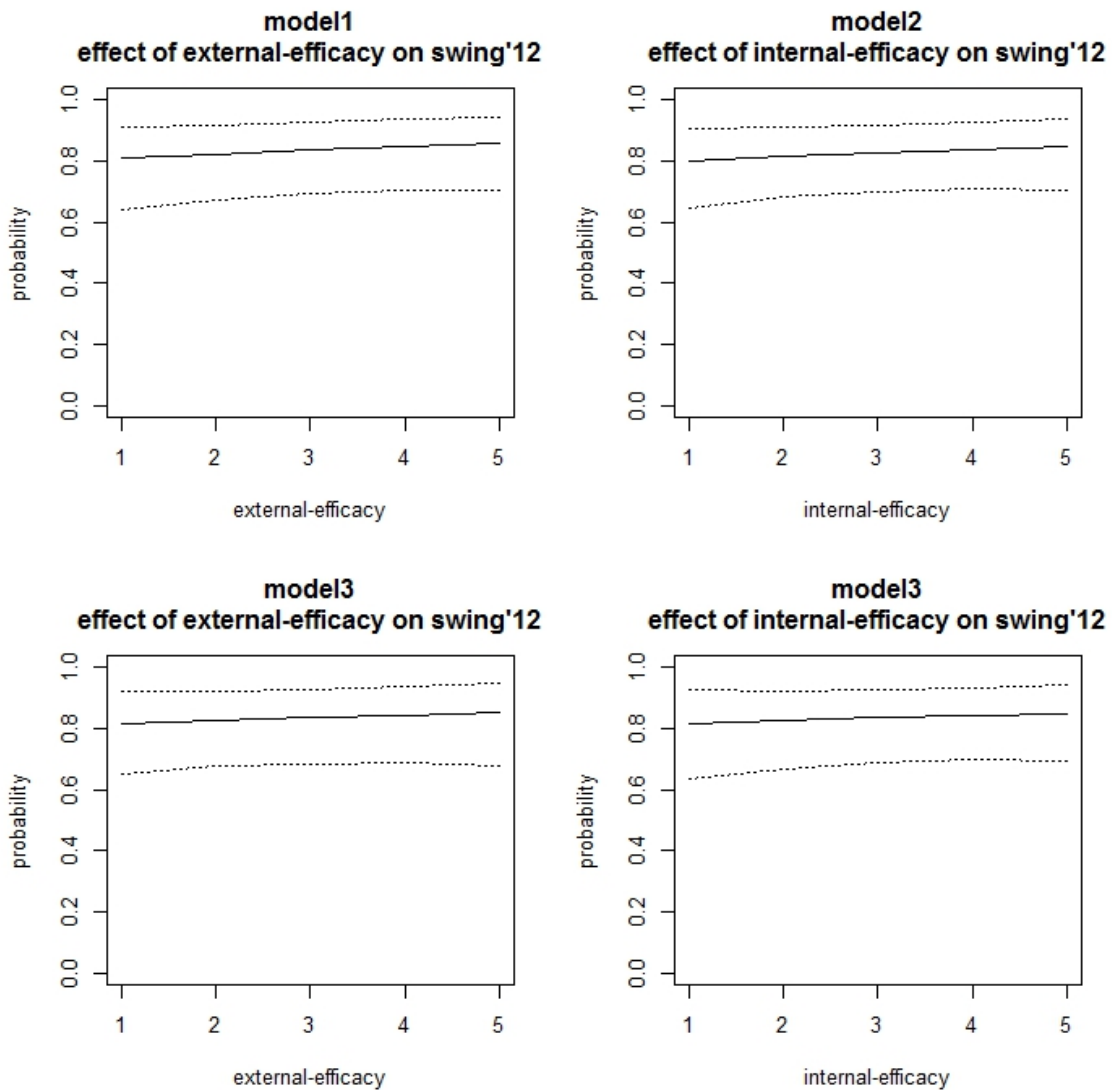 model1
effect of external-efficacy on swing'12
probability
1.0
0.8
0.6
0.4
0.2
0.0
1 2 3 4 5
external-efficacy
model2
effect of internal-efficacy on swing'12
probability
1.0
0.8
0.6
0.4
0.2
0.0
1 2 3 4 5
internal-efficacy
model3
effect of external-efficacy on swing'12
probability
1.0
0.8
0.6
0.4
0.2
0.0
1 2 3 4 5
external-efficacy
model3
effect of internal-efficacy on swing'12
probability
1.0
0.8
0.6
0.4
0.2
0.0
1 2 3 4 5
internal-efficacy